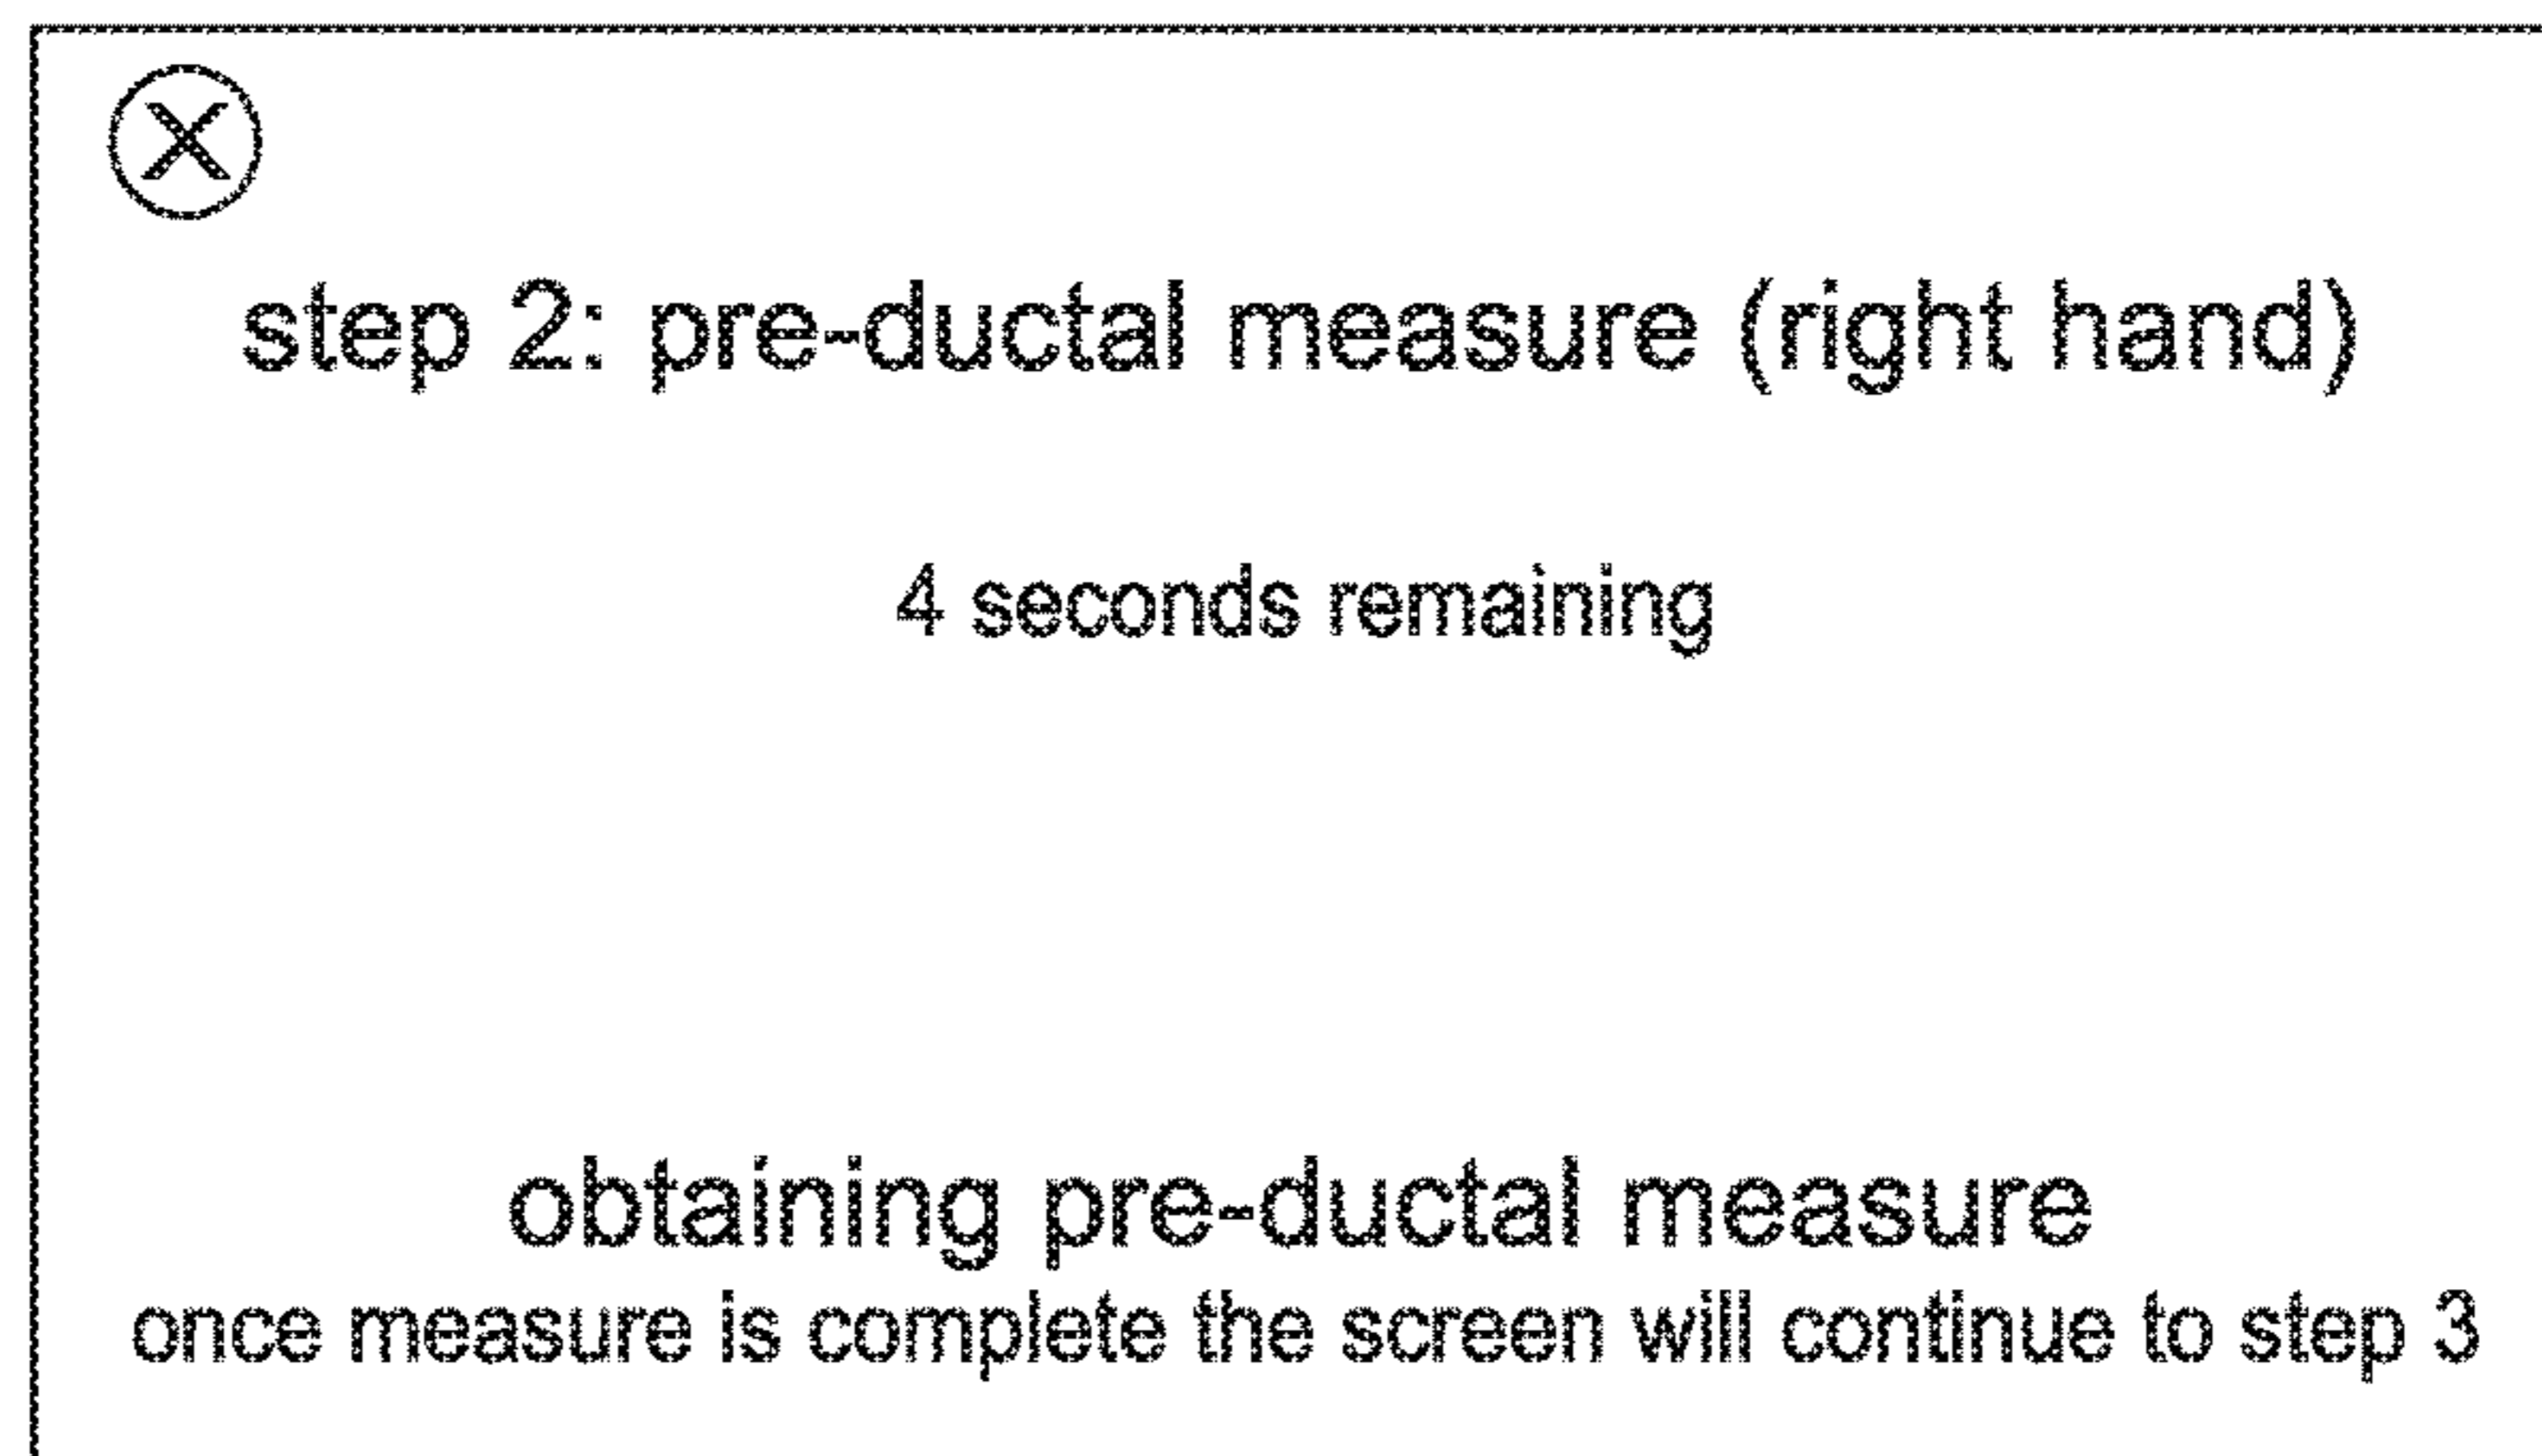 X
step 2: pre-ductal measure (right hand)
4 seconds remaining
obtaining pre-ductal measure
once measure is complete the screen will continue to step 3